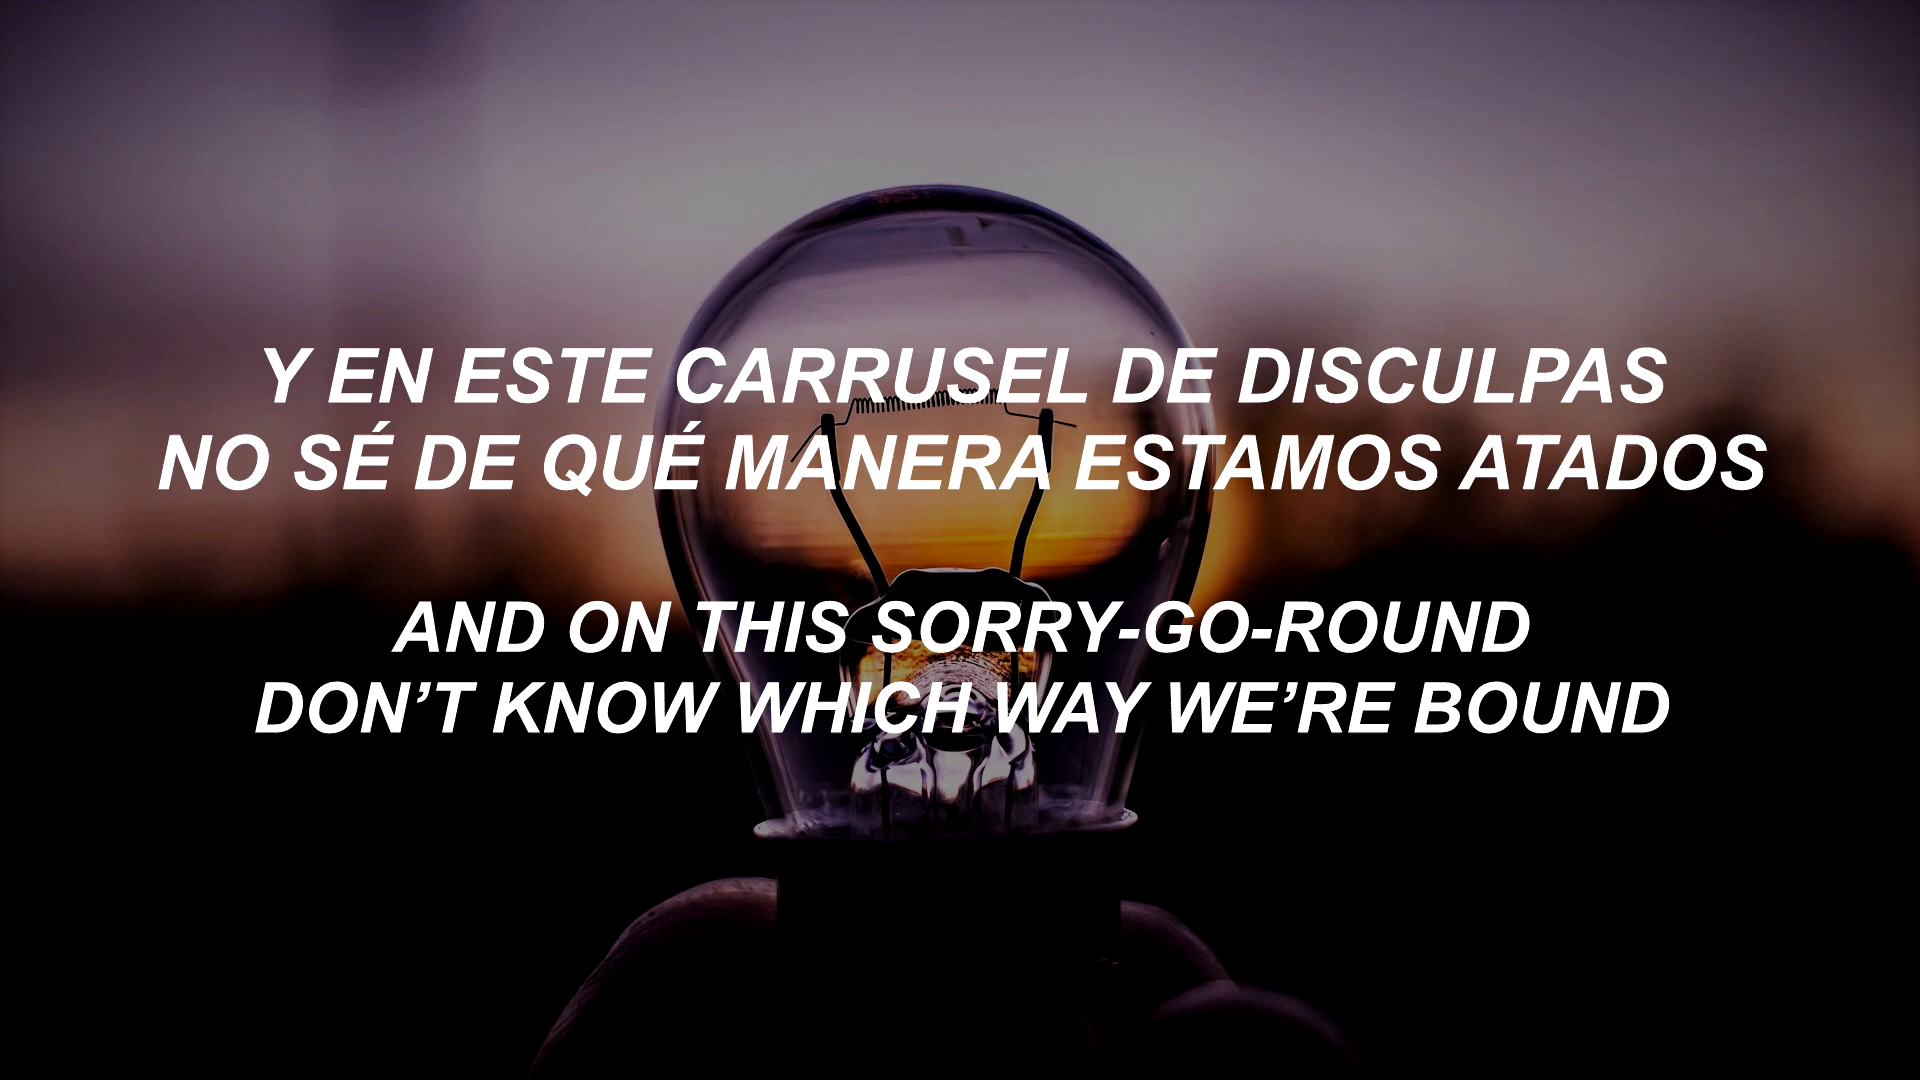 Y EN ESTE CARRUSEL DE DISCULPAS
NO SÉ DE QUÉ MANERA ESTAMOS ATADOS
AND ON THIS SORRY-GO-ROUND
DON’T KNOW WHICH WAY WE’RE BOUND